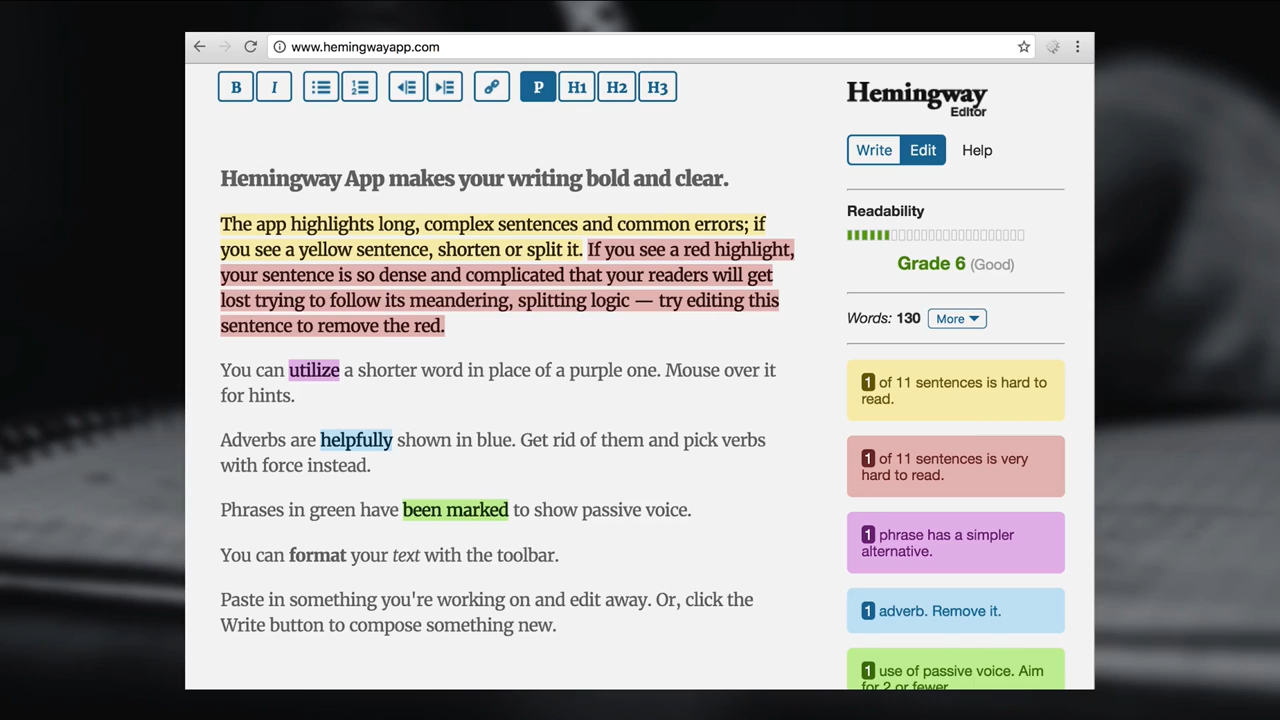 www.hemingwayapp.com
B I P H1 H2 H3
Hemingway App makes your writing bold and clear.
The app highlights long, complex sentences and common errors; if
you see a yellow sentence, shorten or split it. If you see a red highlight,
your sentence is so dense and complicated that your readers will get
lost trying to follow its meandering, splitting logic — try editing this
sentence to remove the red.
You can utilize a shorter word in place of a purple one. Mouse over it
for hints.
Adverbs are helpfully shown in blue. Get rid of them and pick verbs
with force instead.
Phrases in green have been marked to show passive voice.
You can format your text with the toolbar.
Paste in something you're working on and edit away. Or, click the
Write button to compose something new.
Hemingway
Editor
Write Edit Help
Readability
Grade 6 (Good)
Words: 130 More
1 of 11 sentences is hard to
read.
1 of 11 sentences is very
hard to read.
1 phrase has a simpler
alternative.
1 adverb. Remove it.
1 use of passive voice. Aim
for 2 or fewer